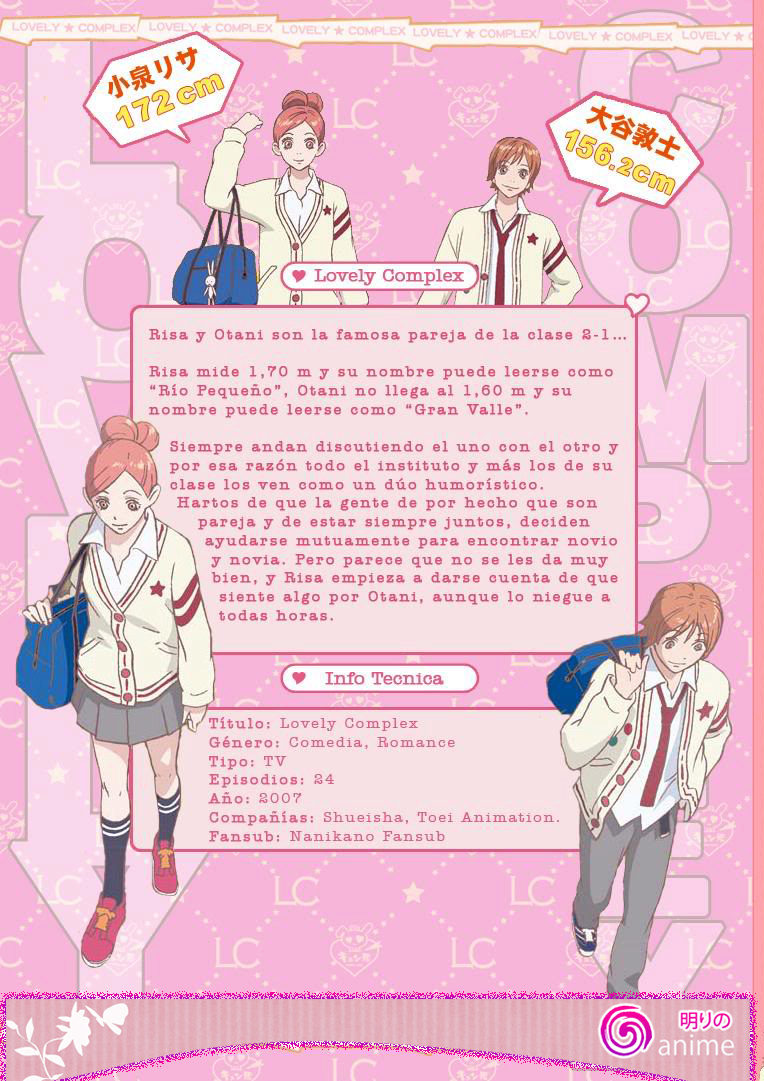 LOVELY ★ COMPLEX LOVELY ★ COMPLEX LOVELY ★ COMPLEX LOVELY ★ COMPLEX LOVELY ★ COMPLEX LOVELY ★ C
小泉リサ
172cm
大谷敦士
156.2cm
LOVELY
COMPLEX
Lovely Complex
Risa y Otani son la famosa pareja de la clase 2-1...
Risa mide 1,70 m y su nombre puede leerse como
“Río Pequeño”, Otani no llega al 1,60 m y su
nombre puede leerse como “Gran Valle”.
Siempre andan discutiendo el uno con el otro y
por esa razón todo el instituto y más los de su
clase los ven como un dúo humorístico.
Hartos de que la gente de por hecho que son
pareja y de estar siempre juntos, deciden
ayudarse mutuamente para encontrar novio
y novia. Pero parece que no se les da muy
bien, y Risa empieza a darse cuenta de que
siente algo por Otani, aunque lo niegue a
todas horas.
Info Tecnica
Título: Lovely Complex
Género: Comedia, Romance
Tipo: TV
Episodios: 24
Año: 2007
Compañías: Shueisha, Toei Animation.
Fansub: Nanikano Fansub
LC
明りの
anime